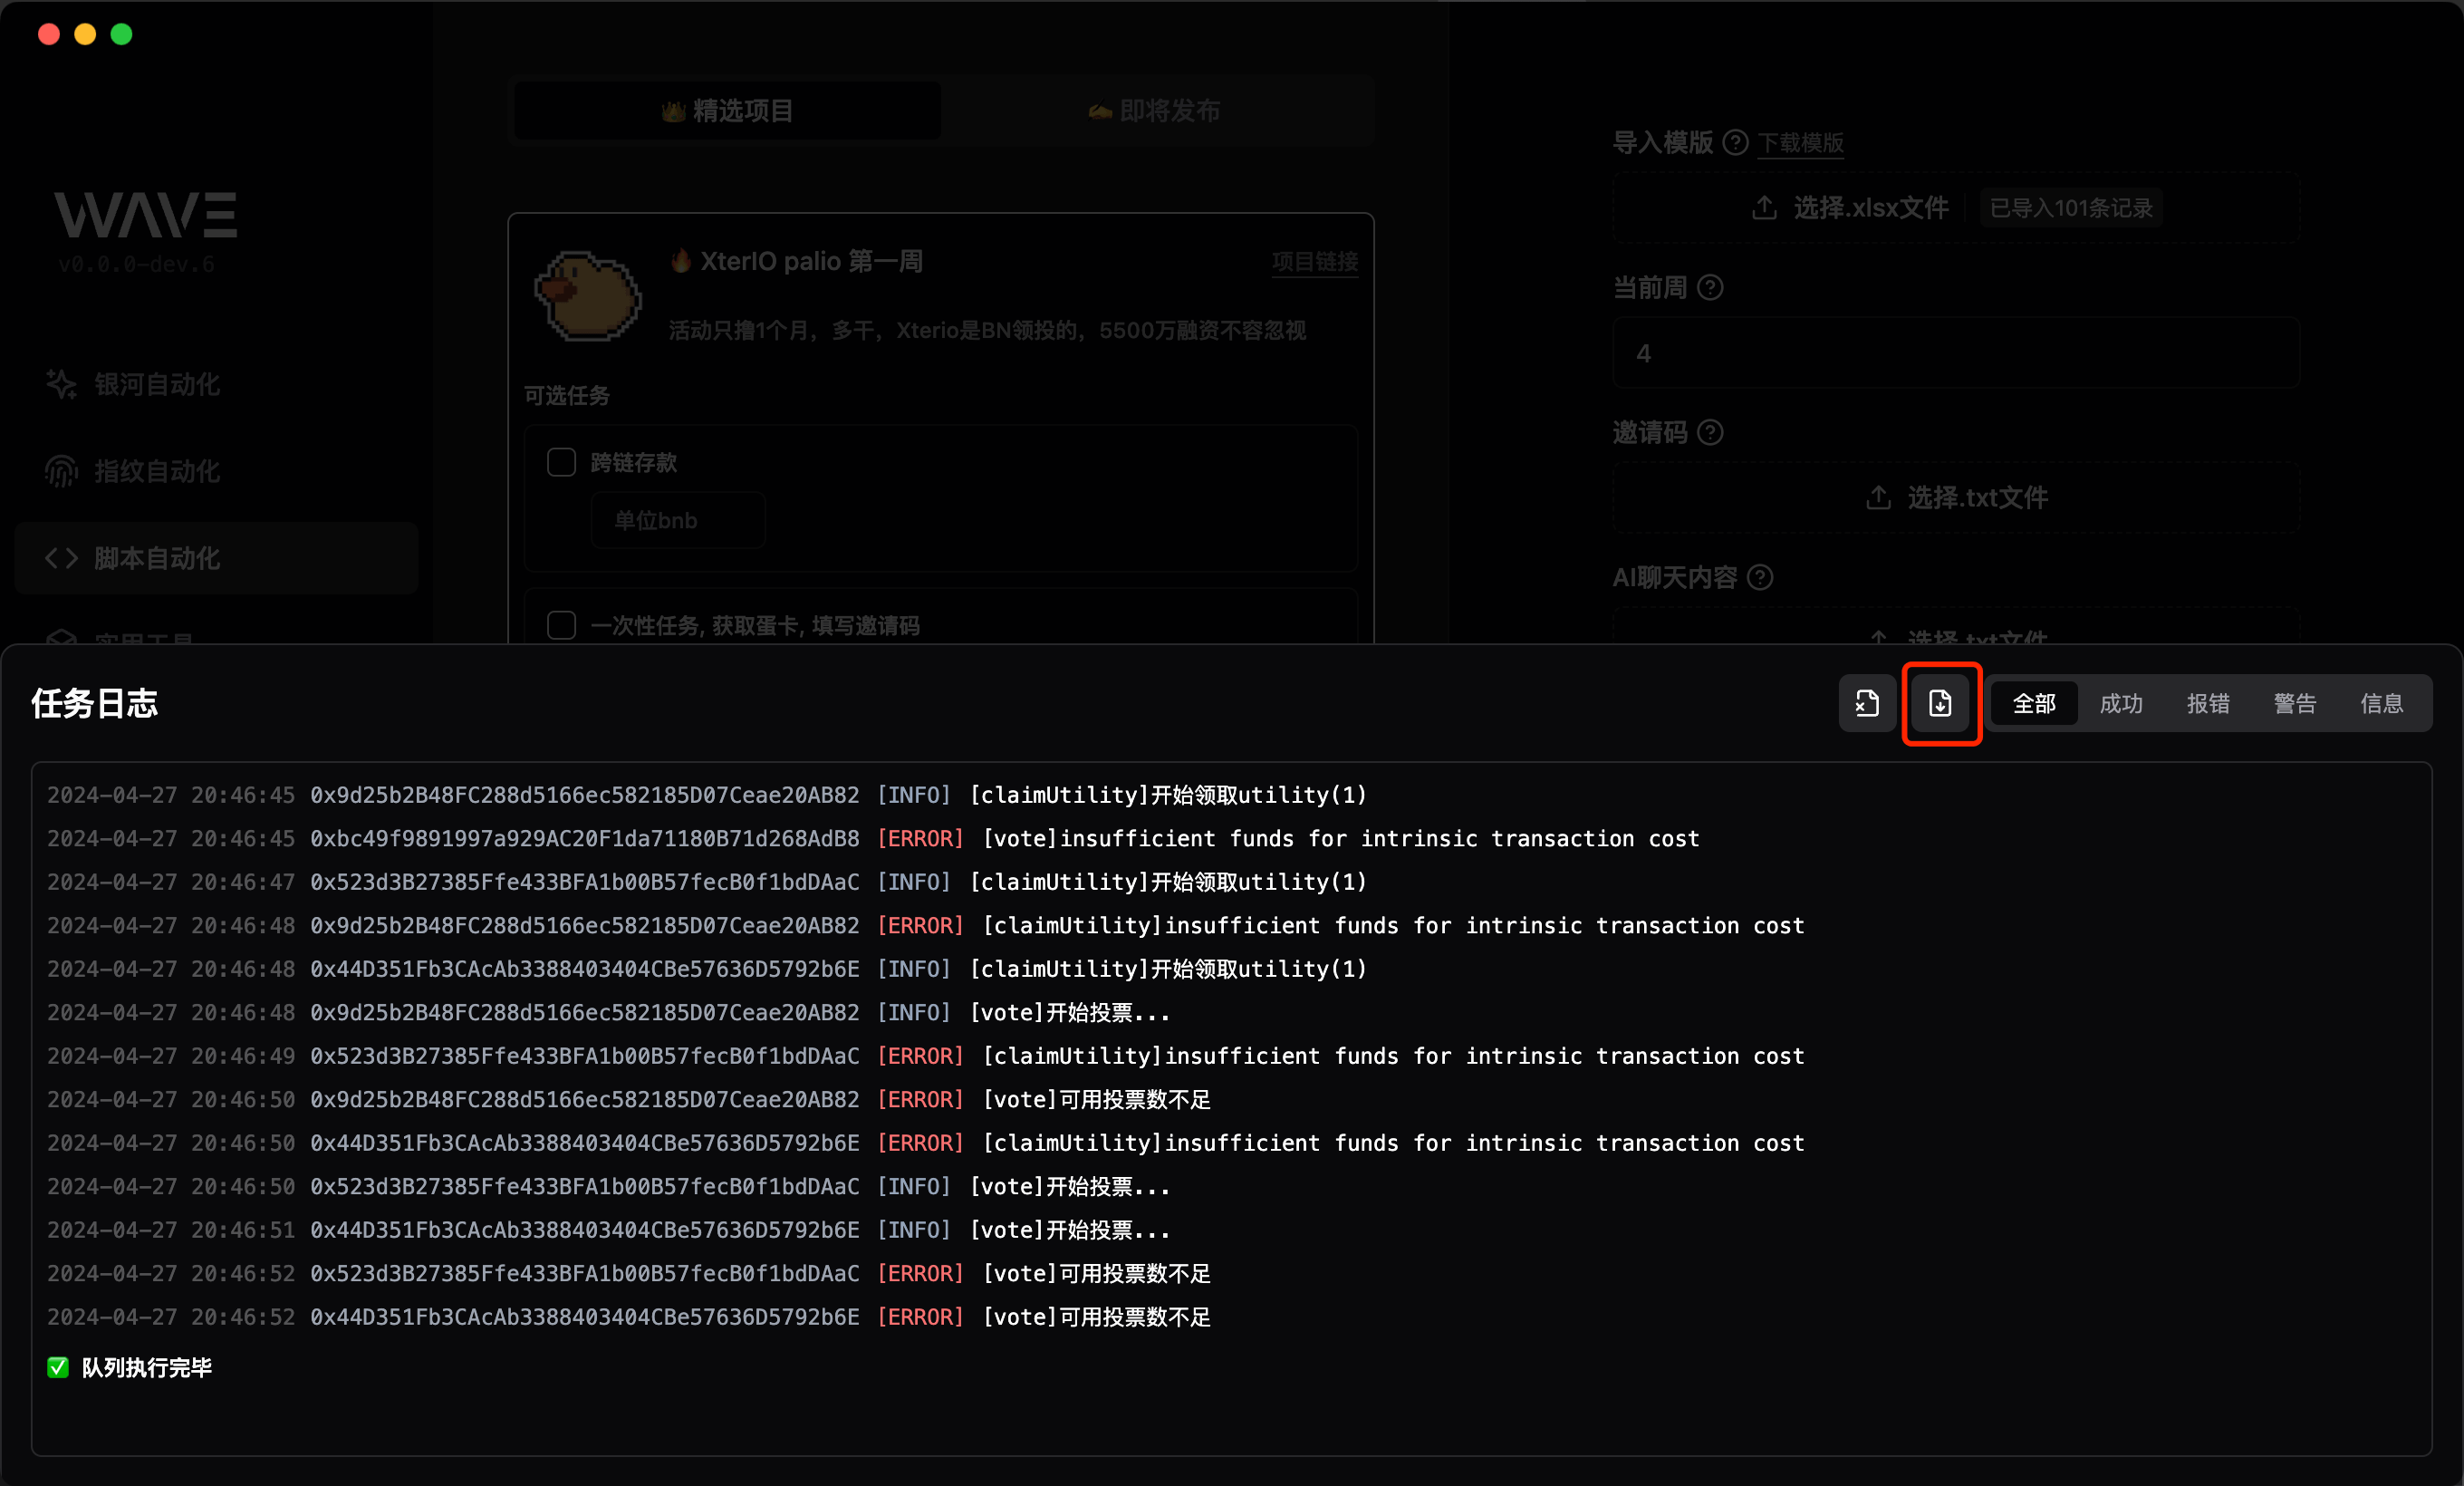 👑 精选项目
✍️ 即将发布
WAVE
v0.0.0-dev.6
银河自动化
指纹自动化
脚本自动化
实用工具
🔥 XterIO palio 第一周
项目链接
活动只撸1个月，多干，Xterio是BN领投的，5500万融资不容忽视
可选任务
跨链存款
单位bnb
一次性任务, 获取蛋卡, 填写邀请码
导入模版 下载模版
选择.xlsx文件 已导入101条记录
当前周
4
邀请码
选择.txt文件
AI聊天内容
选择.txt文件
任务日志
全部 成功 报错 警告 信息
2024-04-27 20:46:45 0x9d25b2B48FC288d5166ec582185D07Ceae20AB82 [INFO] [claimUtility]开始领取utility(1)
2024-04-27 20:46:45 0xbc49f9891997a929AC20F1da71180B71d268AdB8 [ERROR] [vote]insufficient funds for intrinsic transaction cost
2024-04-27 20:46:47 0x523d3B27385Ffe433BFA1b00B57fecB0f1bdDAaC [INFO] [claimUtility]开始领取utility(1)
2024-04-27 20:46:48 0x9d25b2B48FC288d5166ec582185D07Ceae20AB82 [ERROR] [claimUtility]insufficient funds for intrinsic transaction cost
2024-04-27 20:46:48 0x44D351Fb3CAcAb3388403404CBe57636D5792b6E [INFO] [claimUtility]开始领取utility(1)
2024-04-27 20:46:48 0x9d25b2B48FC288d5166ec582185D07Ceae20AB82 [INFO] [vote]开始投票...
2024-04-27 20:46:49 0x523d3B27385Ffe433BFA1b00B57fecB0f1bdDAaC [ERROR] [claimUtility]insufficient funds for intrinsic transaction cost
2024-04-27 20:46:50 0x9d25b2B48FC288d5166ec582185D07Ceae20AB82 [ERROR] [vote]可用投票数不足
2024-04-27 20:46:50 0x44D351Fb3CAcAb3388403404CBe57636D5792b6E [ERROR] [claimUtility]insufficient funds for intrinsic transaction cost
2024-04-27 20:46:50 0x523d3B27385Ffe433BFA1b00B57fecB0f1bdDAaC [INFO] [vote]开始投票...
2024-04-27 20:46:51 0x44D351Fb3CAcAb3388403404CBe57636D5792b6E [INFO] [vote]开始投票...
2024-04-27 20:46:52 0x523d3B27385Ffe433BFA1b00B57fecB0f1bdDAaC [ERROR] [vote]可用投票数不足
2024-04-27 20:46:52 0x44D351Fb3CAcAb3388403404CBe57636D5792b6E [ERROR] [vote]可用投票数不足
✅ 队列执行完毕